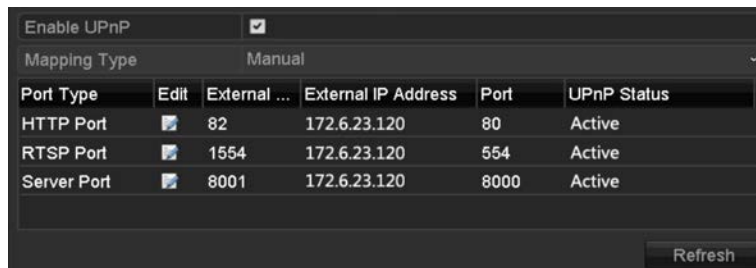 Enable UPnP
Mapping Type Manual
Port Type Edit External ... External IP Address Port UPnP Status
HTTP Port 82 172.6.23.120 80 Active
RTSP Port 1554 172.6.23.120 554 Active
Server Port 8001 172.6.23.120 8000 Active
Refresh